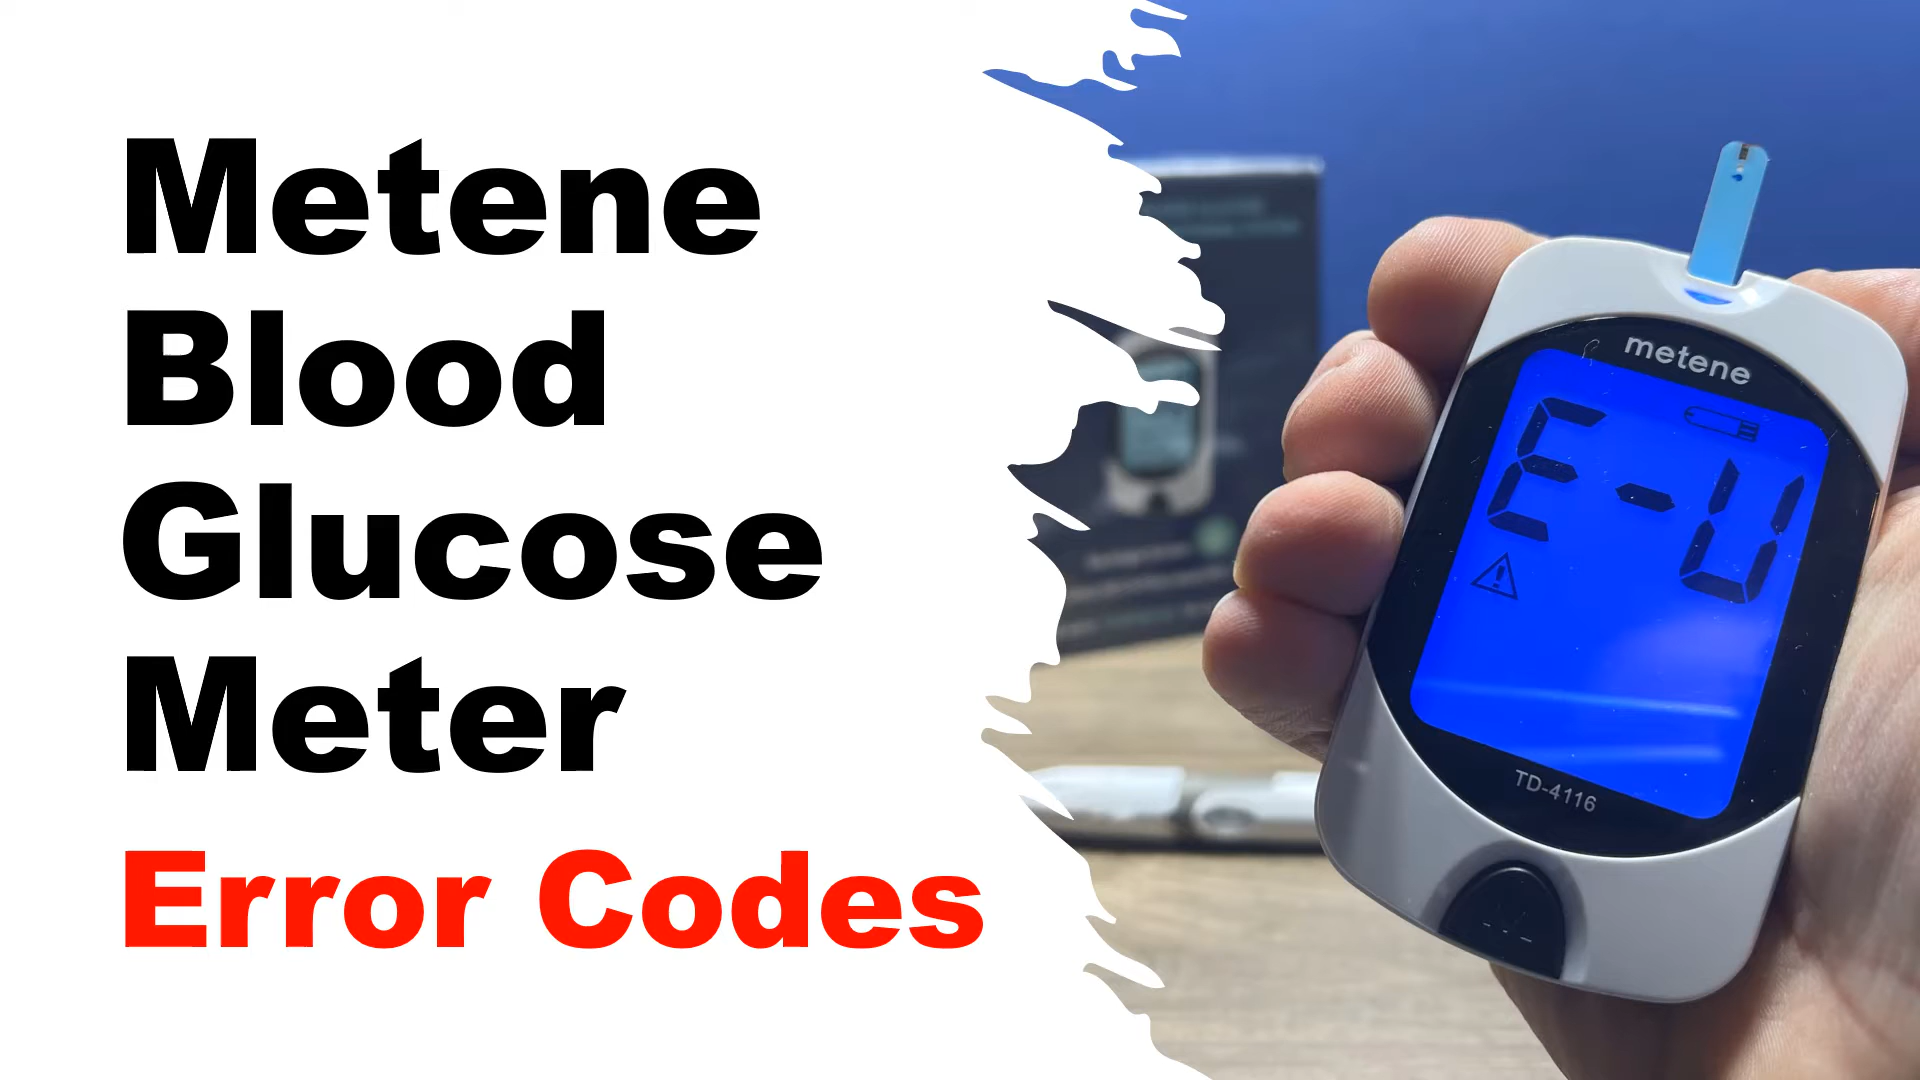 Metene
Blood
Glucose
Meter
Error Codes
metene
E-U
TD-4116